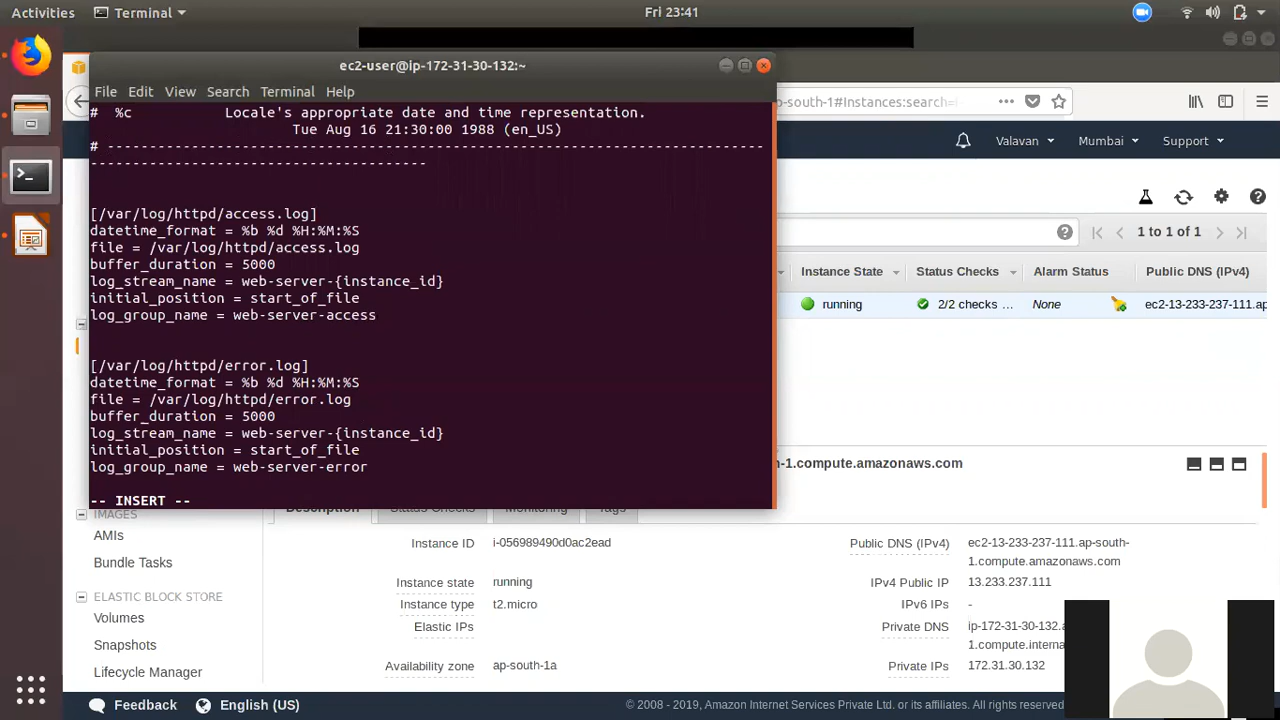 Activities Terminal Fri 23:41
ec2-user@ip-172-31-30-132:~
File Edit View Search Terminal Help
# %c Locale's appropriate date and time representation.
Tue Aug 16 21:30:00 1988 (en_US)
# ------------------------------------------------------------------------------
----------------------------------------
[/var/log/httpd/access.log]
datetime_format = %b %d %H:%M:%S
file = /var/log/httpd/access.log
buffer_duration = 5000
log_stream_name = web-server-{instance_id}
initial_position = start_of_file
log_group_name = web-server-access
[/var/log/httpd/error.log]
datetime_format = %b %d %H:%M:%S
file = /var/log/httpd/error.log
buffer_duration = 5000
log_stream_name = web-server-{instance_id}
initial_position = start_of_file
log_group_name = web-server-error
-- INSERT --
p-south-1#Instances:search=
Valavan Mumbai Support
1 to 1 of 1
Instance State Status Checks Alarm Status Public DNS (IPv4)
running 2/2 checks ... None ec2-13-233-237-111.ap
-1.compute.amazonaws.com
Description Status Checks Monitoring Tags
IMAGES
AMIs
Bundle Tasks
ELASTIC BLOCK STORE
Volumes
Snapshots
Lifecycle Manager
Instance ID i-056989490d0ac2ead
Instance state running
Instance type t2.micro
Elastic IPs
Availability zone ap-south-1a
Public DNS (IPv4) ec2-13-233-237-111.ap-south-
1.compute.amazonaws.com
IPv4 Public IP 13.233.237.111
IPv6 IPs -
Private DNS ip-172-31-30-132.a
1.compute.interna
Private IPs 172.31.30.132
Feedback English (US)
© 2008 - 2019, Amazon Internet Services Private Ltd. or its affiliates. All rights reserved